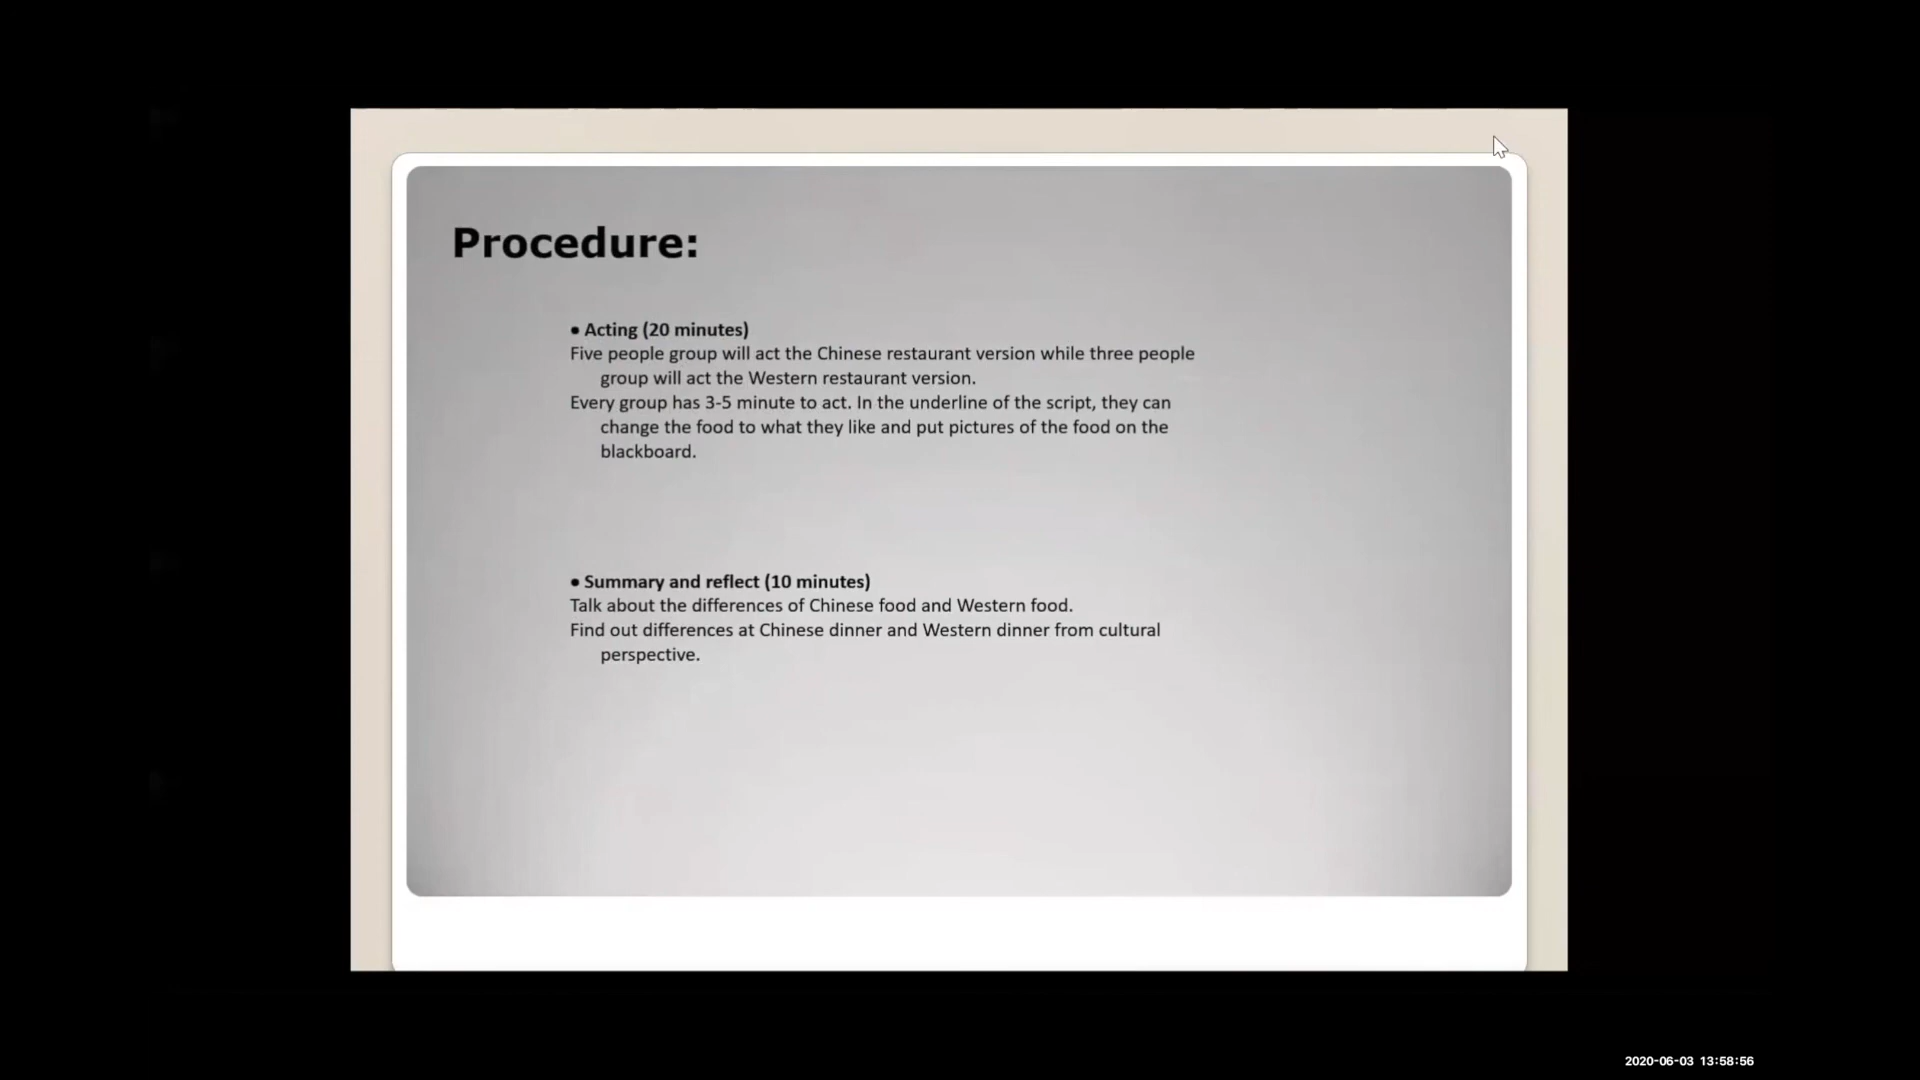 Procedure:
• Acting (20 minutes)
Five people group will act the Chinese restaurant version while three people
group will act the Western restaurant version.
Every group has 3-5 minute to act. In the underline of the script, they can
change the food to what they like and put pictures of the food on the
blackboard.
• Summary and reflect (10 minutes)
Talk about the differences of Chinese food and Western food.
Find out differences at Chinese dinner and Western dinner from cultural
perspective.
2020-06-03 13:58:56